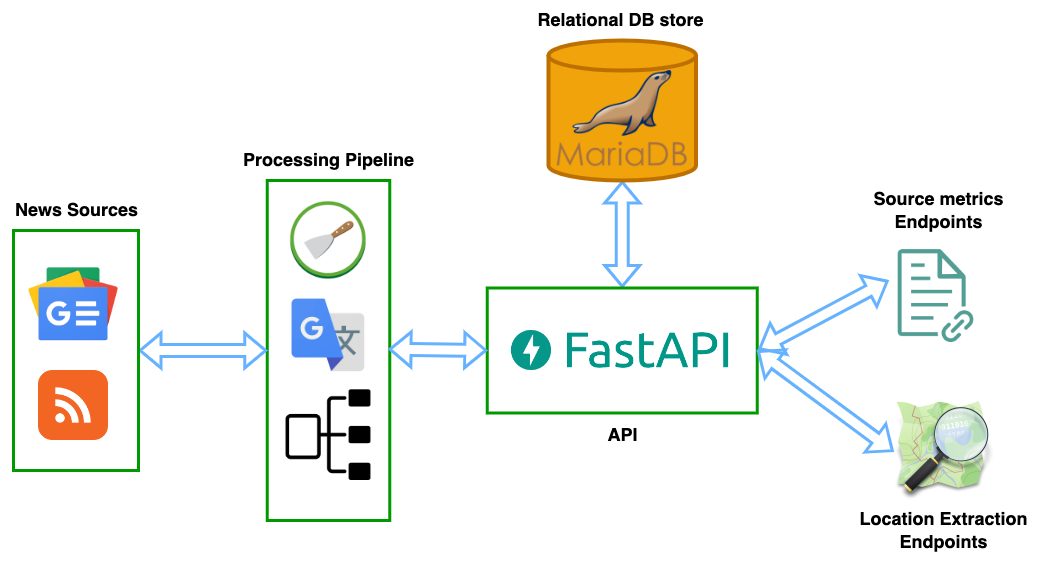 Relational DB store
MariaDB
Processing Pipeline
News Sources
G
G
文
FastAPI
API
Source metrics
Endpoints
Location Extraction
Endpoints